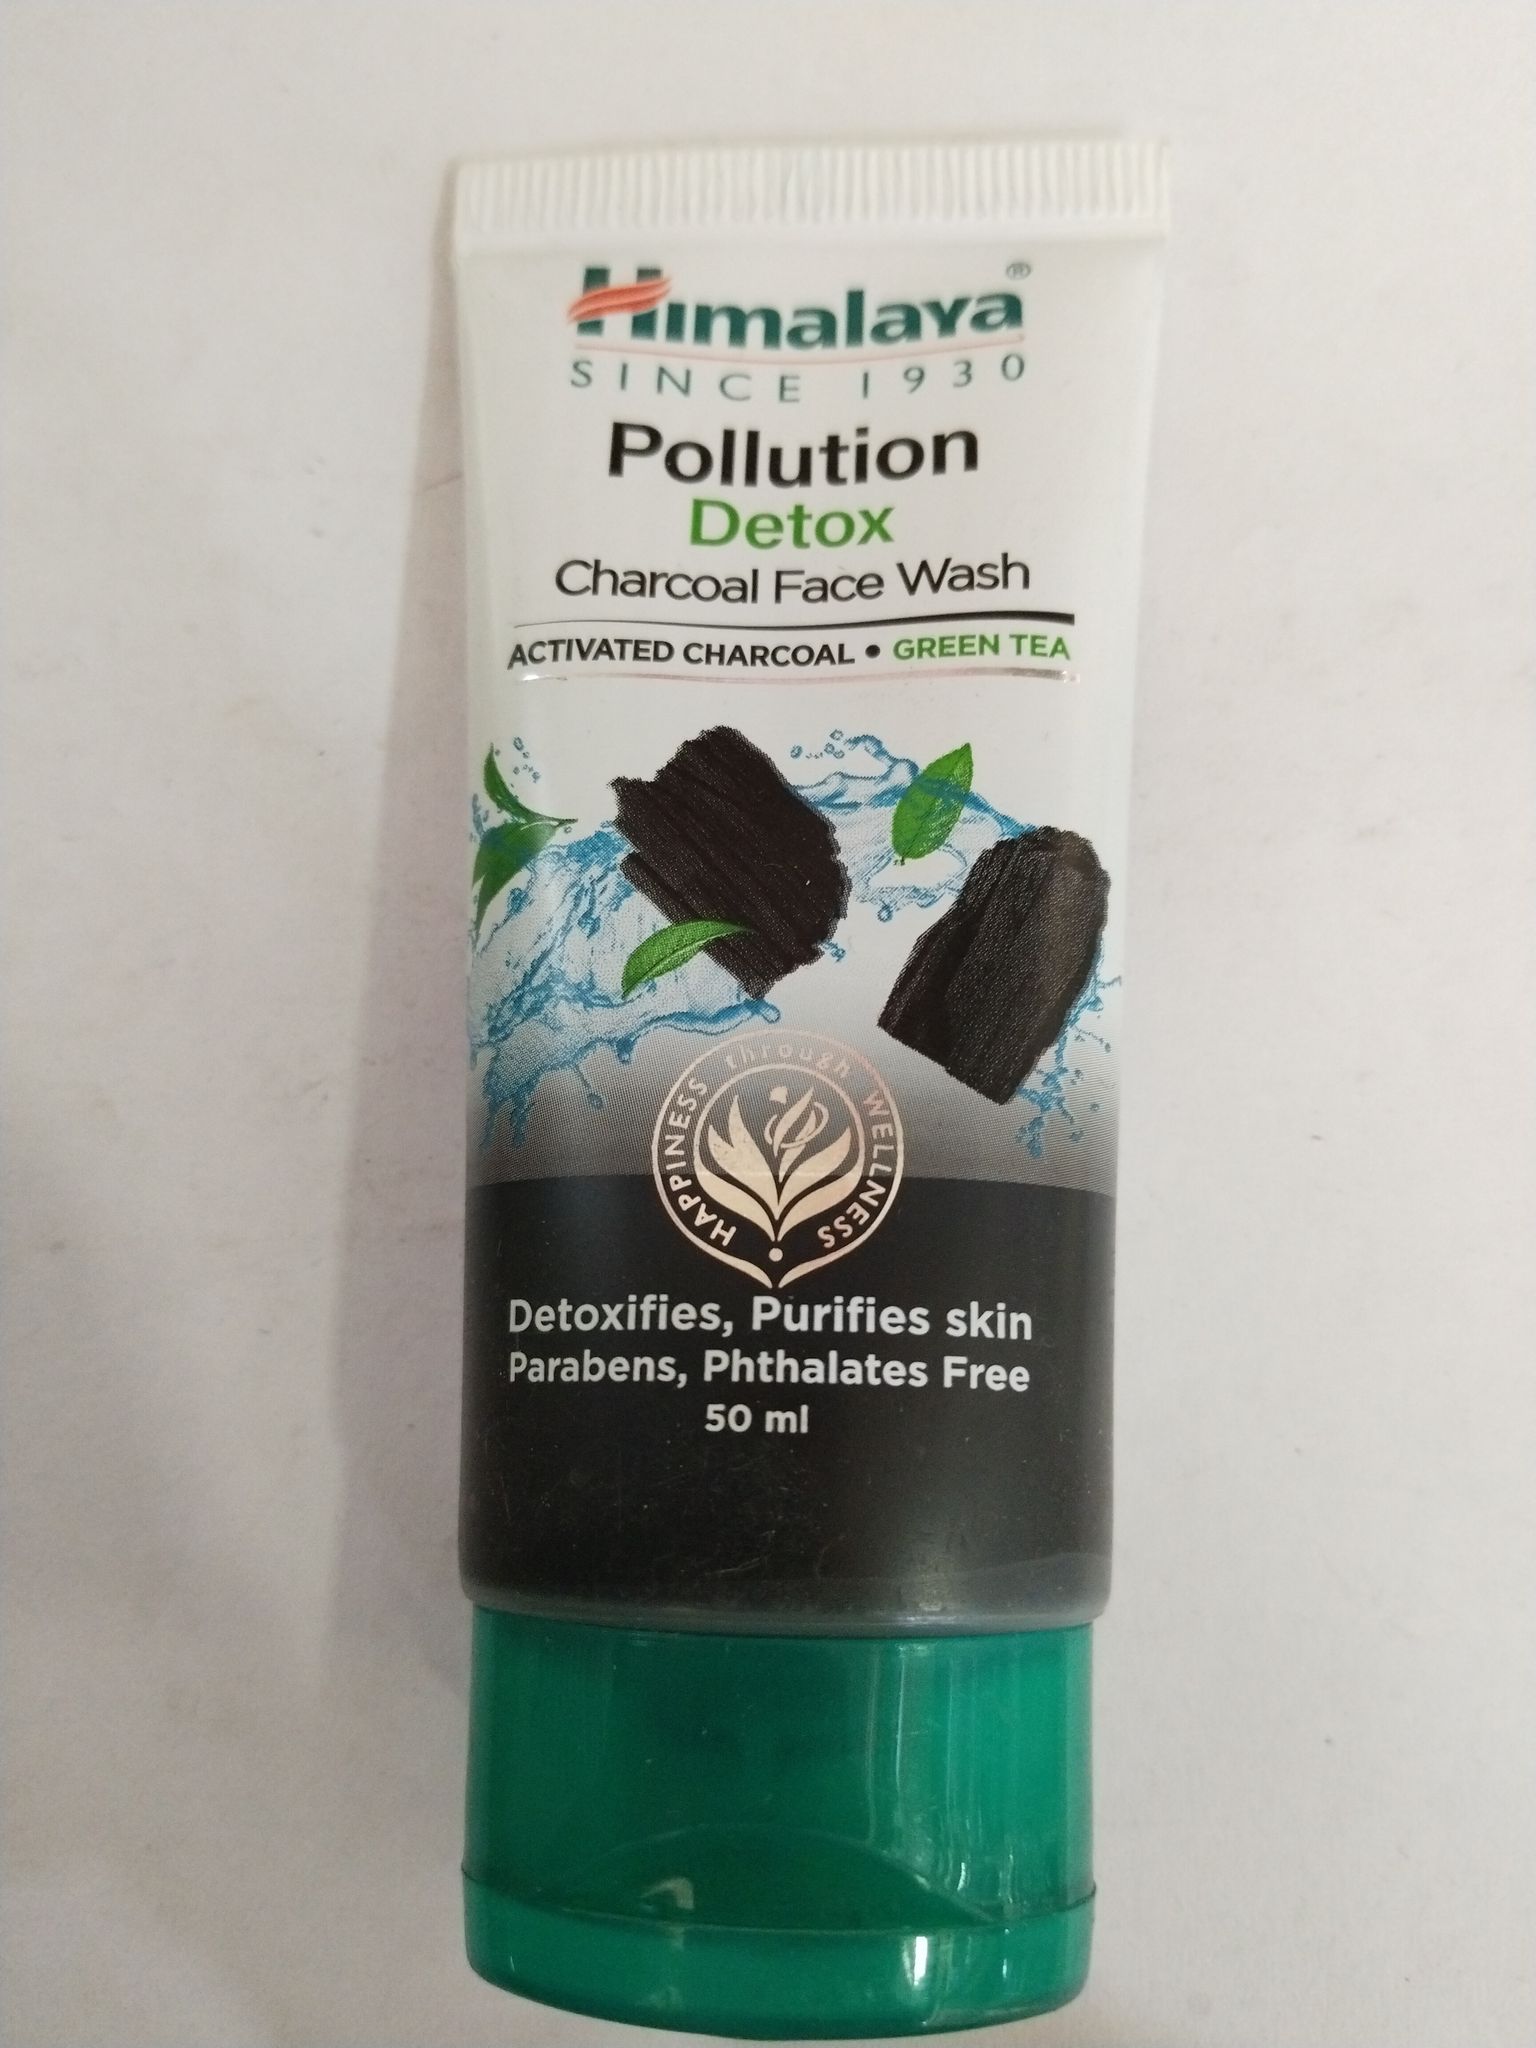 Himalaya®
SINCE 1930
Pollution
Detox
Charcoal Face Wash
ACTIVATED CHARCOAL • GREEN TEA
HAPPINESS through WELLNESS
Detoxifies, Purifies skin
Parabens, Phthalates Free
50 ml